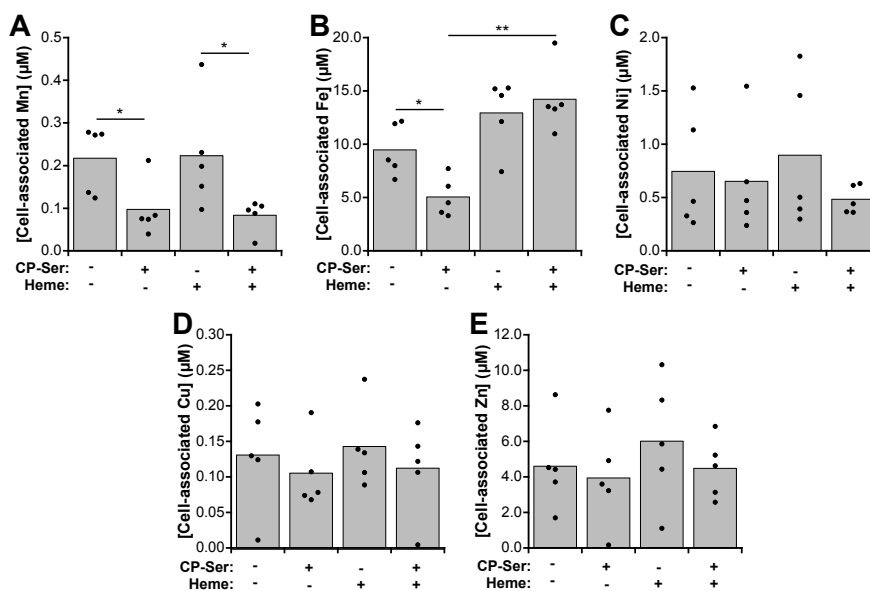 A
[Cell-associated Mn] (µM)
0.5
0.4
0.3
0.2
0.1
0.0
*
*
CP-Ser: - + - +
Heme: - - + +
B
[Cell-associated Fe] (µM)
20.0
15.0
10.0
5.0
0.0
*
**
CP-Ser: - + - +
Heme: - - + +
C
[Cell-associated Ni] (µM)
2.0
1.5
1.0
0.5
0.0
CP-Ser: - + - +
Heme: - - + +
D
[Cell-associated Cu] (µM)
0.30
0.25
0.20
0.15
0.10
0.05
0.00
CP-Ser: - + - +
Heme: - - + +
E
[Cell-associated Zn] (µM)
12.0
10.0
8.0
6.0
4.0
2.0
0.0
CP-Ser: - + - +
Heme: - - + +